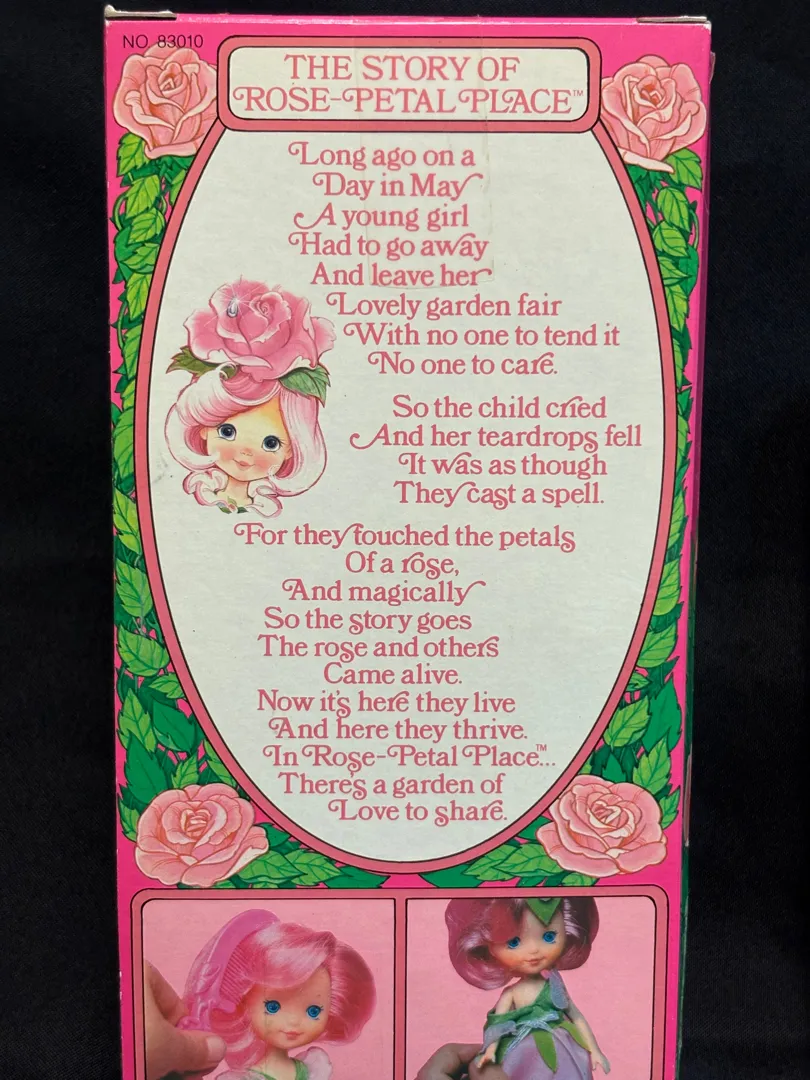 NO. 83010
THE STORY OF
ROSE-PETAL PLACE™
Long ago on a
Day in May
A young girl
Had to go away
And leave her
Lovely garden fair
With no one to tend it
No one to care.
So the child cried
And her teardrops fell
It was as though
They cast a spell.
For they touched the petals
Of a rose,
And magically
So the story goes
The rose and others
Came alive.
Now it's here they live
And here they thrive.
In Rose-Petal Place™...
There's a garden of
Love to share.